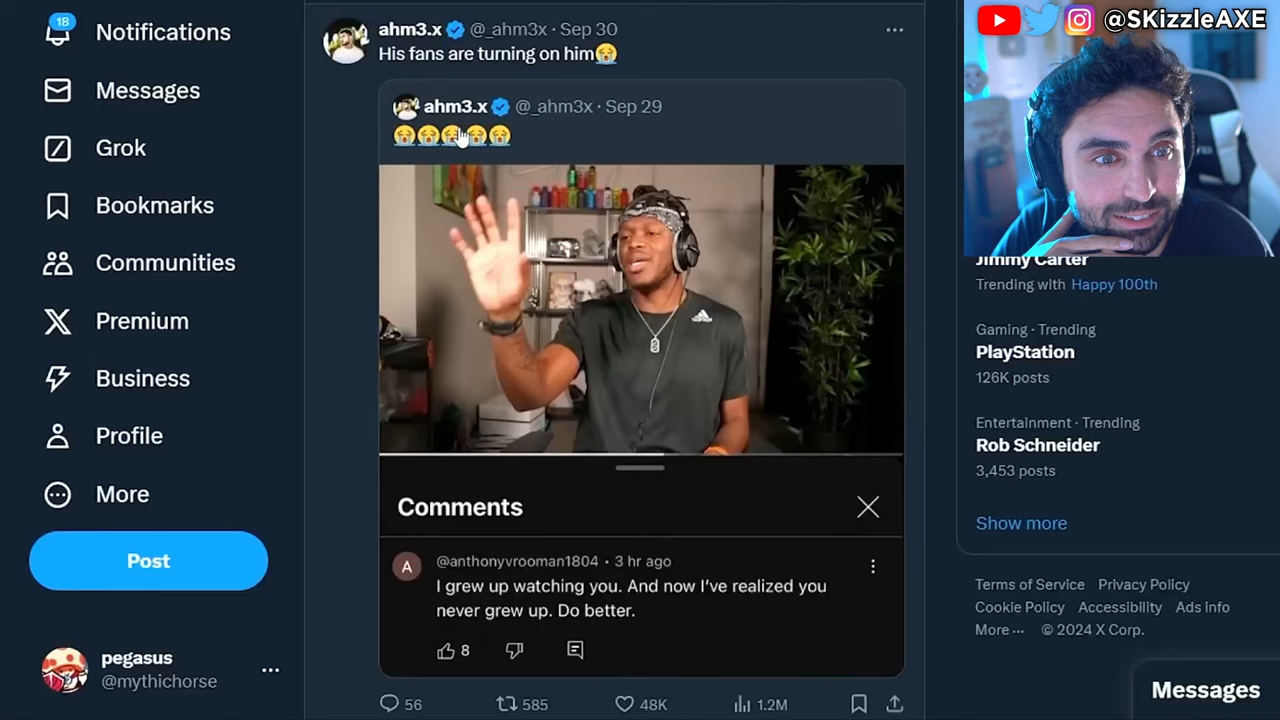 18
Notifications
Messages
Grok
Bookmarks
Communities
Premium
Business
Profile
More
Post
pegasus
@mythichorse
ahm3.x @_ahm3x · Sep 30
His fans are turning on him😭
ahm3.x @_ahm3x · Sep 29
😭😭😭😭😭
Comments
A
@anthonyvrooman1804 • 3 hr ago
I grew up watching you. And now I've realized you
never grew up. Do better.
8
56 585 48K 1.2M
@SKizzleAXE
Jimmy Carter
Trending with Happy 100th
Gaming · Trending
PlayStation
126K posts
Entertainment · Trending
Rob Schneider
3,453 posts
Show more
Terms of Service Privacy Policy
Cookie Policy Accessibility Ads info
More ··· © 2024 X Corp.
Messages